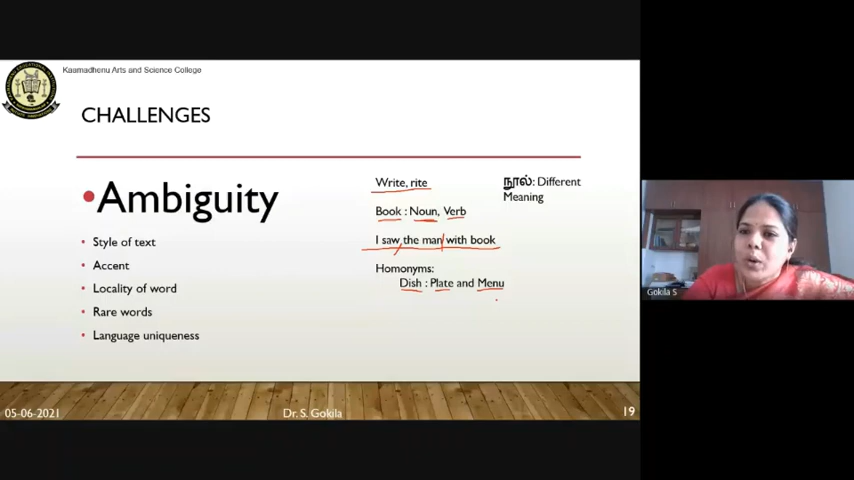 Kaamadhenu Arts and Science College
CHALLENGES
•Ambiguity
• Style of text
• Accent
• Locality of word
• Rare words
• Language uniqueness
Write, rite
Book : Noun, Verb
I saw the man with book
Homonyms:
Dish : Plate and Menu
நூல்: Different
Meaning
05-06-2021
Dr. S. Gokila
19
Gokila S